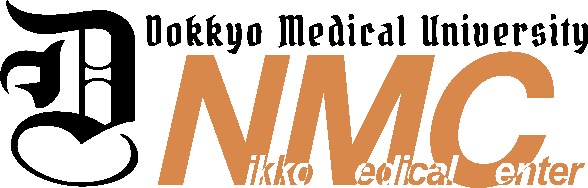 D Dokkyo Medical University
NMC
Nikko Medical Center